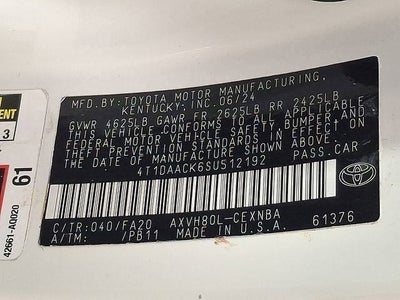 MFD. BY: TOYOTA MOTOR MANUFACTURING,
KENTUCKY, INC. 06/24
GVWR 4625LB GAWR FR 2625LB RR 2425LB
THIS VEHICLE CONFORMS TO ALL APPLICABLE
FEDERAL MOTOR VEHICLE SAFETY, BUMPER, AND
THEFT PREVENTION STANDARDS IN EFFECT ON
THE DATE OF MANUFACTURE SHOWN ABOVE.
4T1DAACK6SU512192 PASS.CAR
C/TR:040/FA20 AXVH80L-CEXNBA 61376
A/TM: /PB11 MADE IN U.S.A.
3
61
42661-A0020